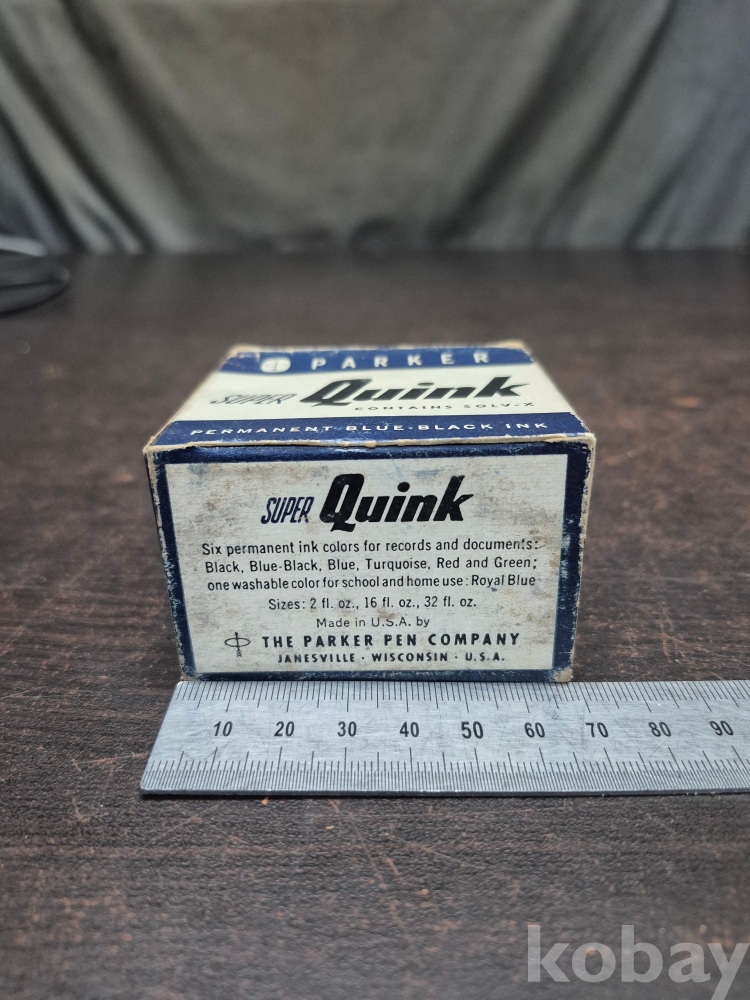 PARKER
SUPER Quink
CONTAINS SOLV-X
PERMANENT BLUE·BLACK INK
SUPER Quink
Six permanent ink colors for records and documents:
Black, Blue-Black, Blue, Turquoise, Red and Green;
one washable color for school and home use: Royal Blue
Sizes: 2 fl. oz., 16 fl. oz., 32 fl. oz.
Made in U.S.A. by
THE PARKER PEN COMPANY
JANESVILLE · WISCONSIN · U.S.A.
10 20 30 40 50 60 70 80 90
kobay